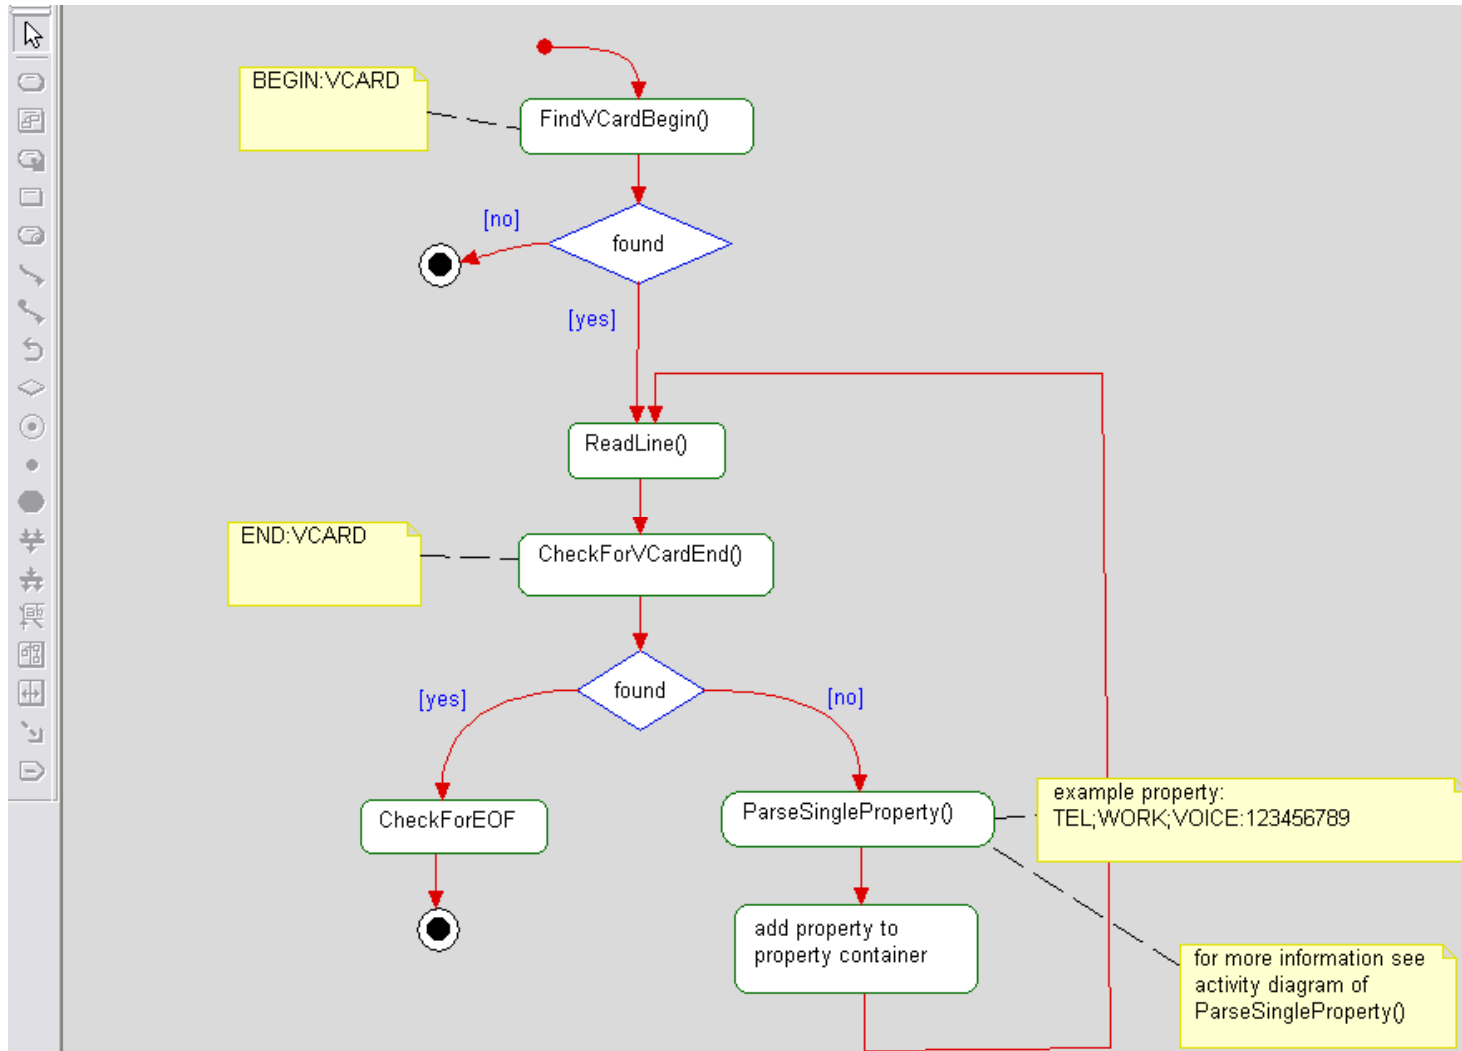 BEGIN:VCARD
FindVCardBegin()
[no]
found
[yes]
ReadLine()
END:VCARD
CheckForVCardEnd()
[yes]
found
[no]
CheckForEOF
ParseSingleProperty()
example property:
TEL;WORK;VOICE:123456789
add property to
property container
for more information see
activity diagram of
ParseSingleProperty()